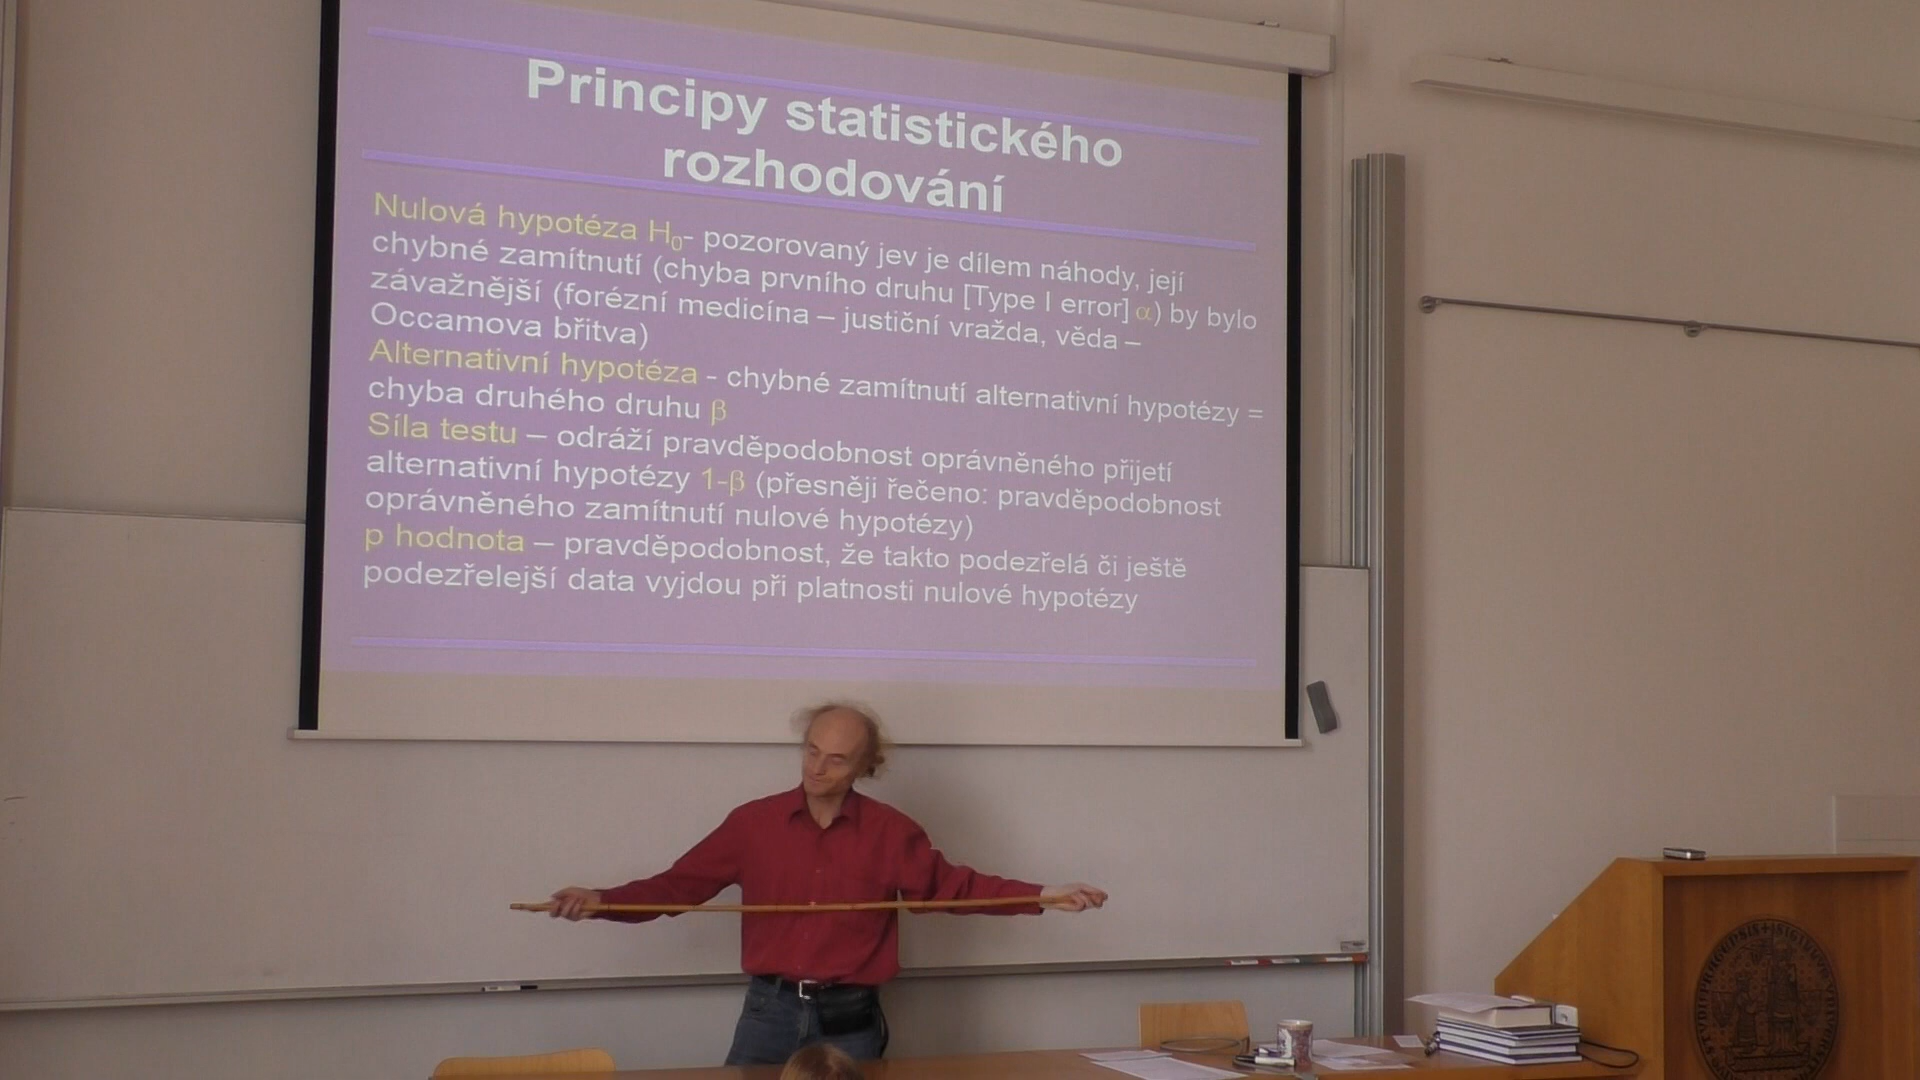 Principy statistického
rozhodování
Nulová hypotéza H₀- pozorovaný jev je dílem náhody, její
chybné zamítnutí (chyba prvního druhu [Type I error] α) by bylo
závažnější (forézní medicína – justiční vražda, věda –
Occamova břitva)
Alternativní hypotéza - chybné zamítnutí alternativní hypotézy =
chyba druhého druhu β
Síla testu – odráží pravděpodobnost oprávněného přijetí
alternativní hypotézy 1-β (přesněji řečeno: pravděpodobnost
oprávněného zamítnutí nulové hypotézy)
p hodnota – pravděpodobnost, že takto podezřelá či ještě
podezřelejší data vyjdou při platnosti nulové hypotézy